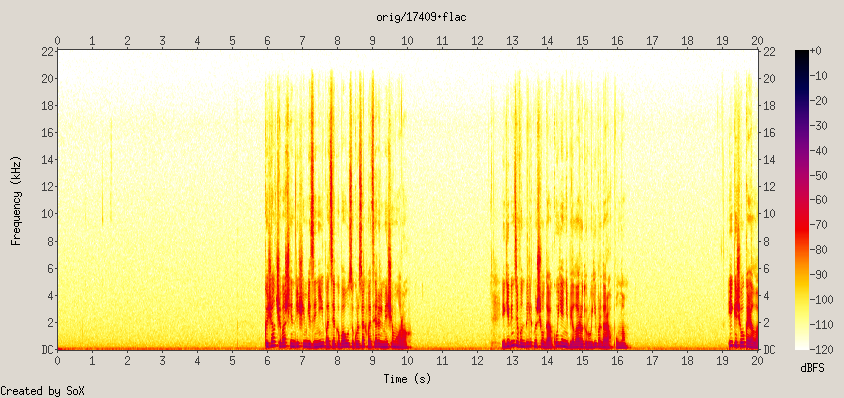 orig/17409.flac
0 1 2 3 4 5 6 7 8 9 10 11 12 13 14 15 16 17 18 19 20
22 22 +0
20 20 -10
18 18 -20
16 16 -30
14 14 -40
12 12 -50
10 10 -60
8 8 -70
6 6 -80
4 4 -90
2 2 -100
DC DC -110
-120
Frequency (kHz)
0 1 2 3 4 5 6 7 8 9 10 11 12 13 14 15 16 17 18 19 20
Time (s)
dBFS
Created by SoX